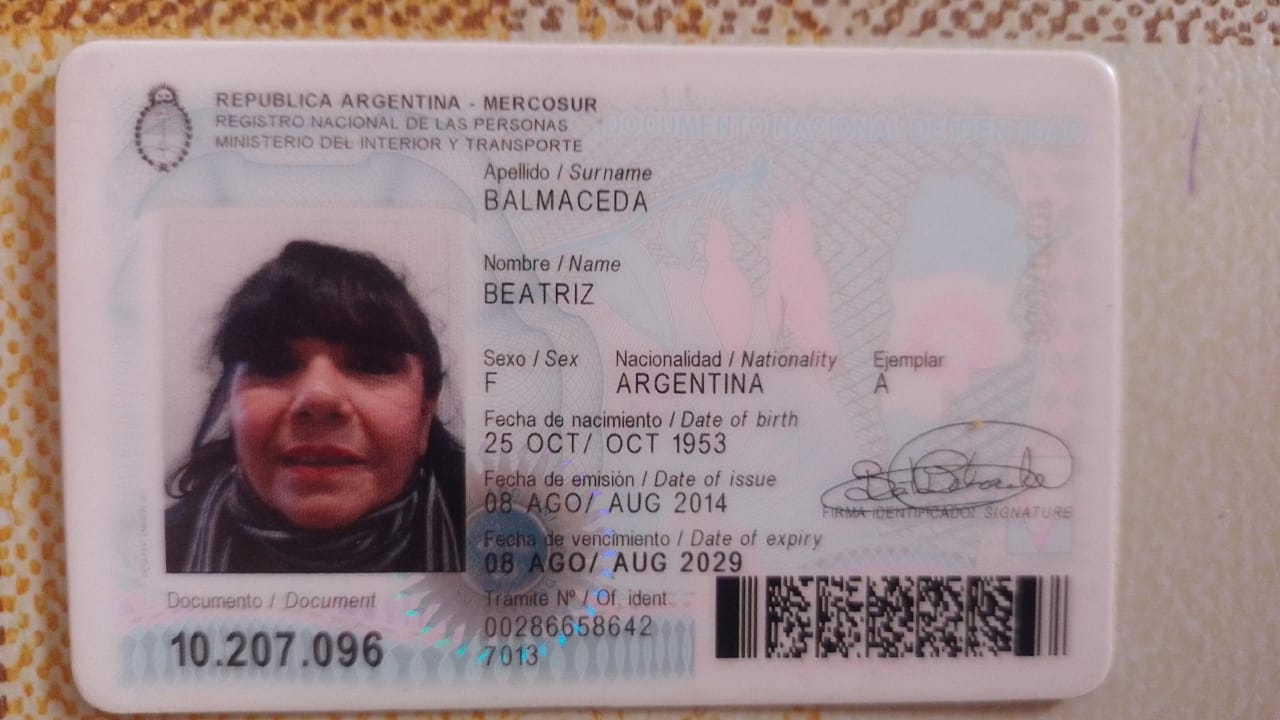 REPUBLICA ARGENTINA - MERCOSUR
REGISTRO NACIONAL DE LAS PERSONAS
MINISTERIO DEL INTERIOR Y TRANSPORTE
DOCUMENTO NACIONAL DE IDENTIDAD
Apellido / Surname
BALMACEDA
Nombre / Name
BEATRIZ
Sexo / Sex Nacionalidad / Nationality Ejemplar
F ARGENTINA A
Fecha de nacimiento / Date of birth
25 OCT/ OCT 1953
Fecha de emisión / Date of issue
08 AGO/ AUG 2014
FIRMA IDENTIFICADO/ SIGNATURE
Fecha de vencimiento / Date of expiry
08 AGO/ AUG 2029
Documento / Document
10.207.096
Trámite Nº / Of. ident.
00286658642
7013